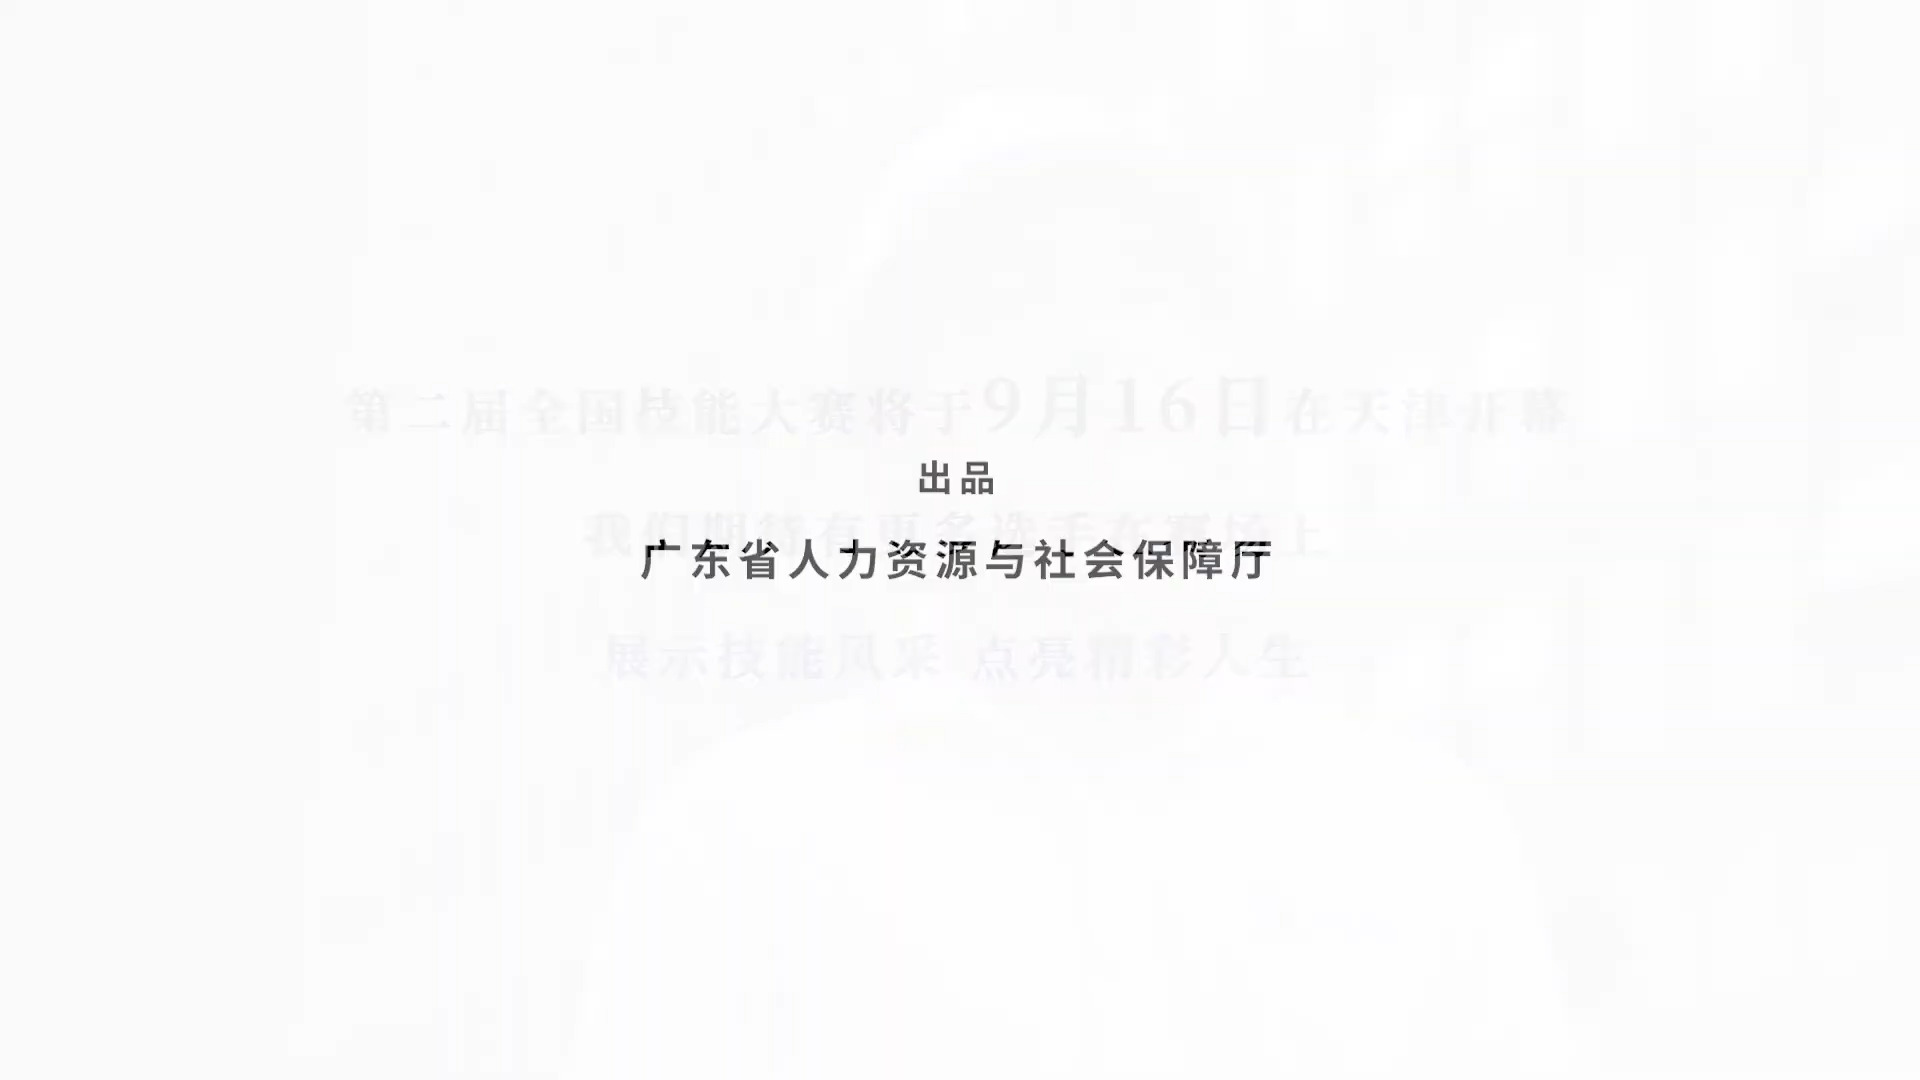 第二届全国技能大赛将于9月16日在天津开幕
出品
我们期待有更多选手在赛场上
广东省人力资源与社会保障厅
展示技能风采 点亮精彩人生